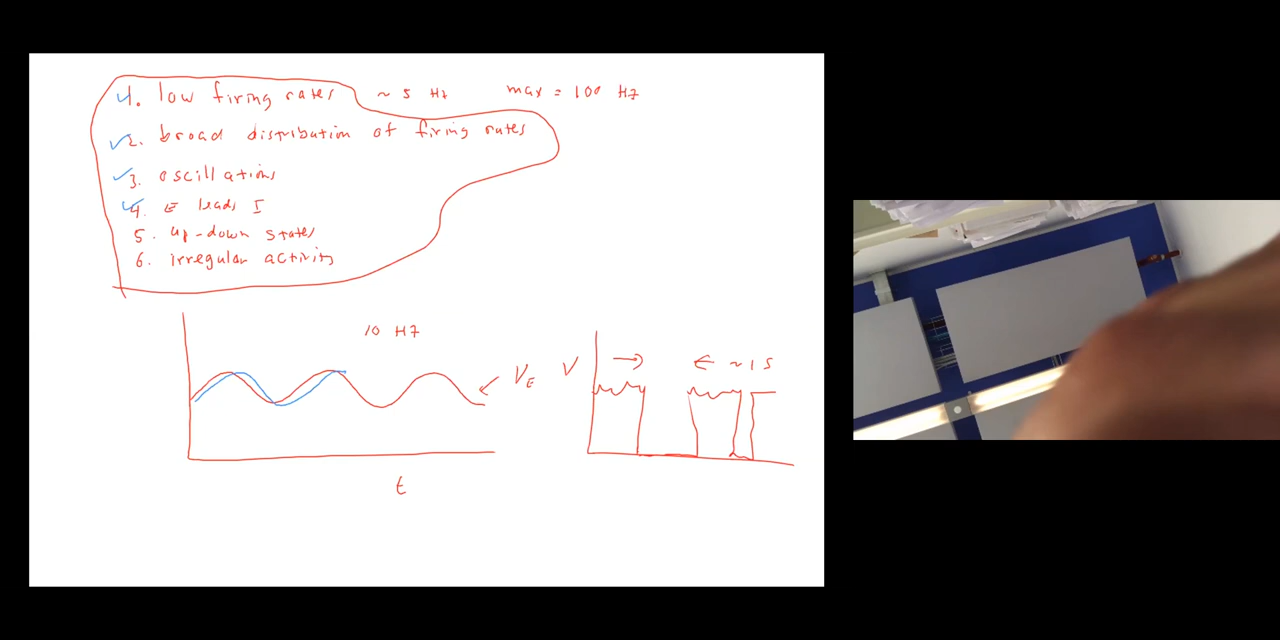 1. low firing rates ~ 5 Hz max = 100 Hz
2. broad distribution of firing rates
3. oscillations
4. E leads I
5. up-down states
6. irregular activity
10 HZ
← ~ 1 S
→
V_E
V
t